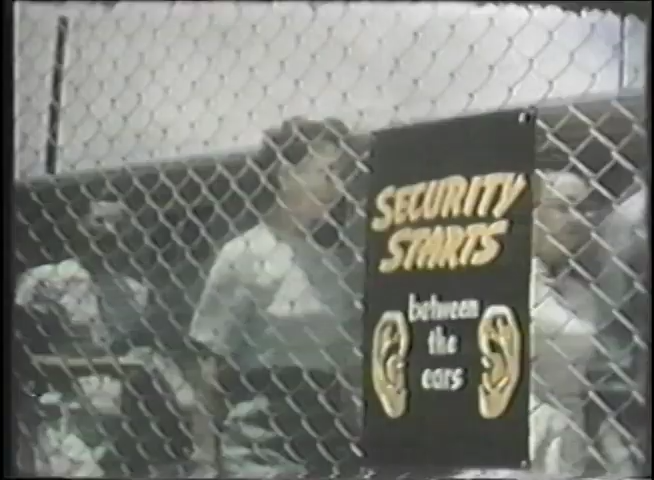 SECURITY
STARTS
between
the
ears